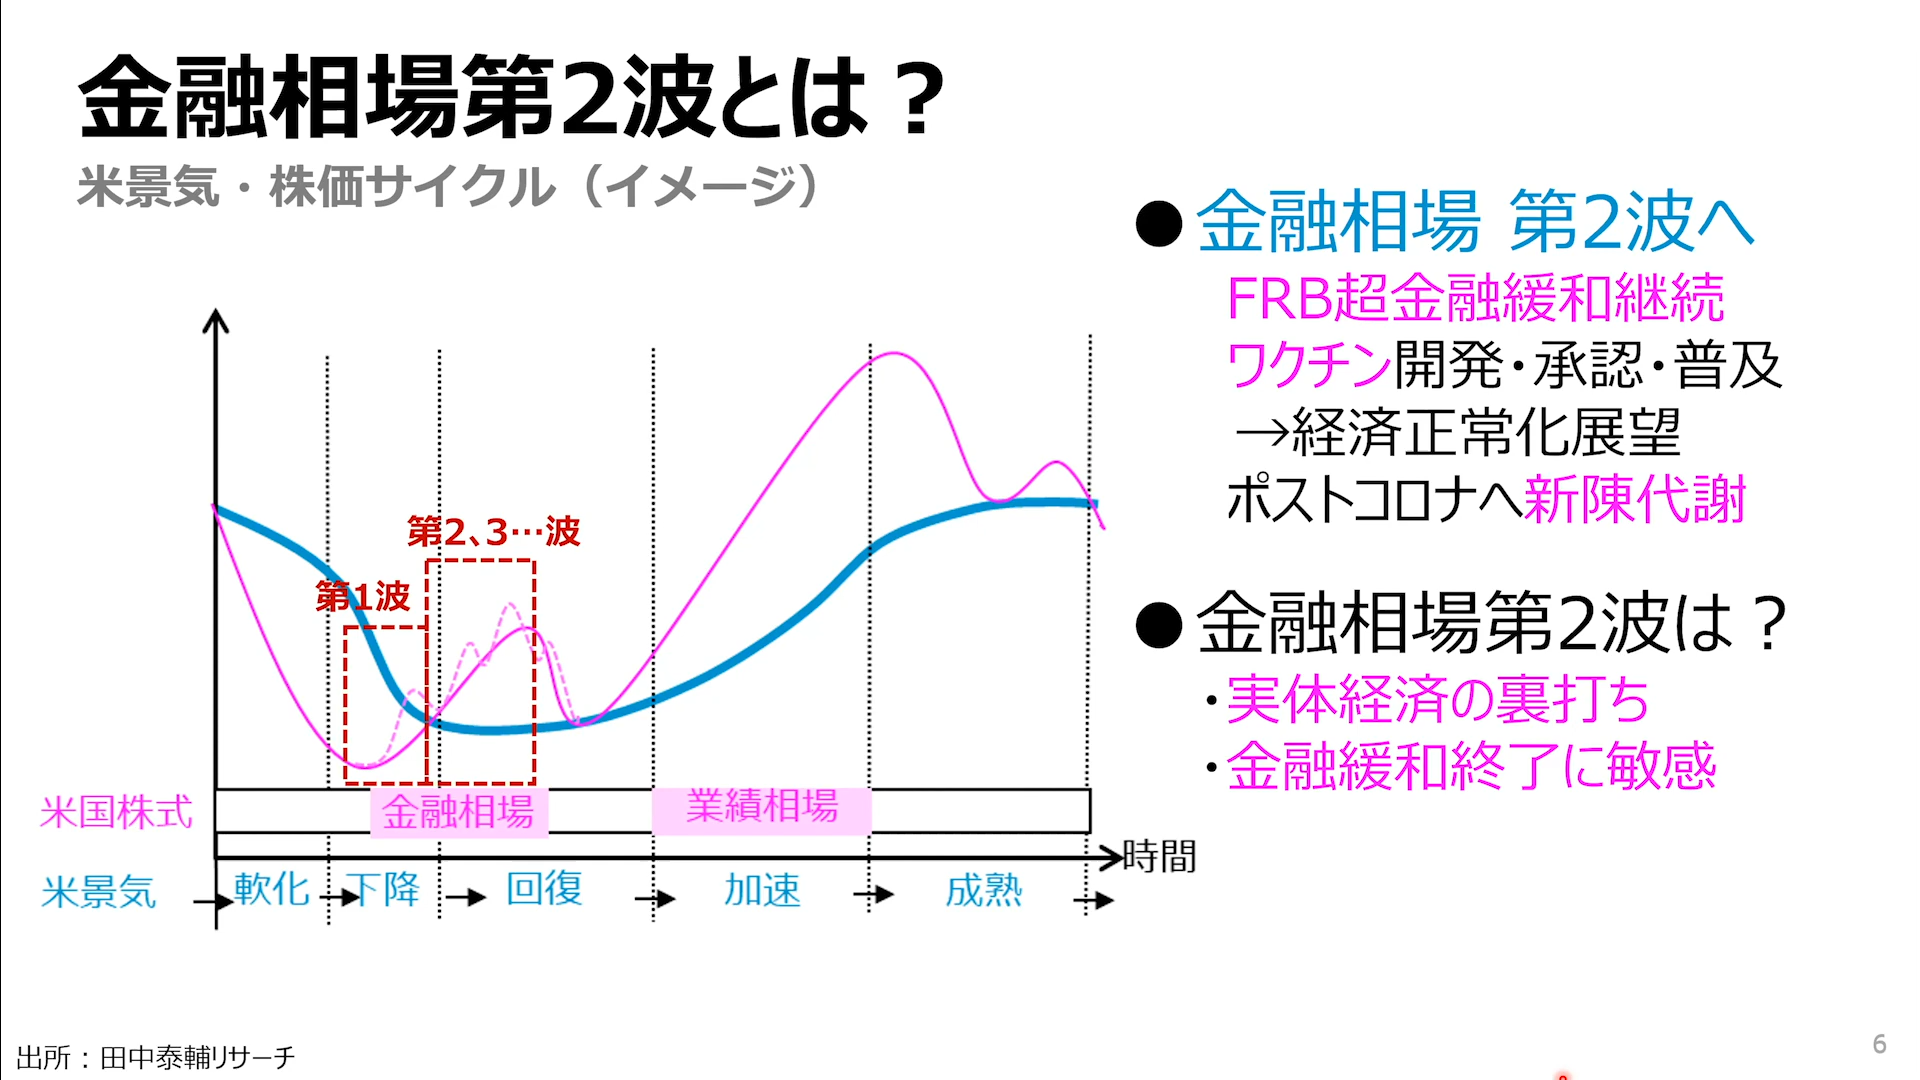 金融相場第2波とは？
米景気・株価サイクル（イメージ）
●金融相場 第2波へ
FRB超金融緩和継続
ワクチン開発・承認・普及
→経済正常化展望
ポストコロナへ新陳代謝
●金融相場第2波は？
・実体経済の裏打ち
・金融緩和終了に敏感
第2、3…波
第1波
米国株式
金融相場
業績相場
時間
米景気
軟化
下降
回復
加速
成熟
出所：田中泰輔リサーチ
6